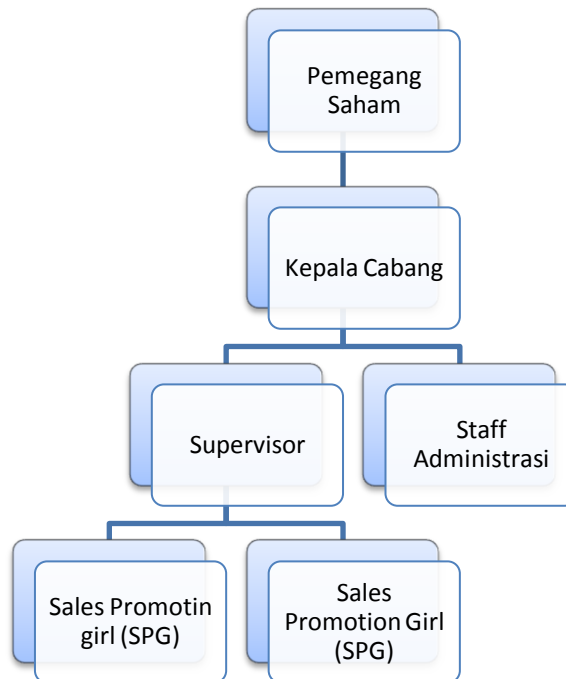 Pemegang
Saham
Kepala Cabang
Supervisor
Staff
Administrasi
Sales Promotin
girl (SPG)
Sales
Promotion Girl
(SPG)